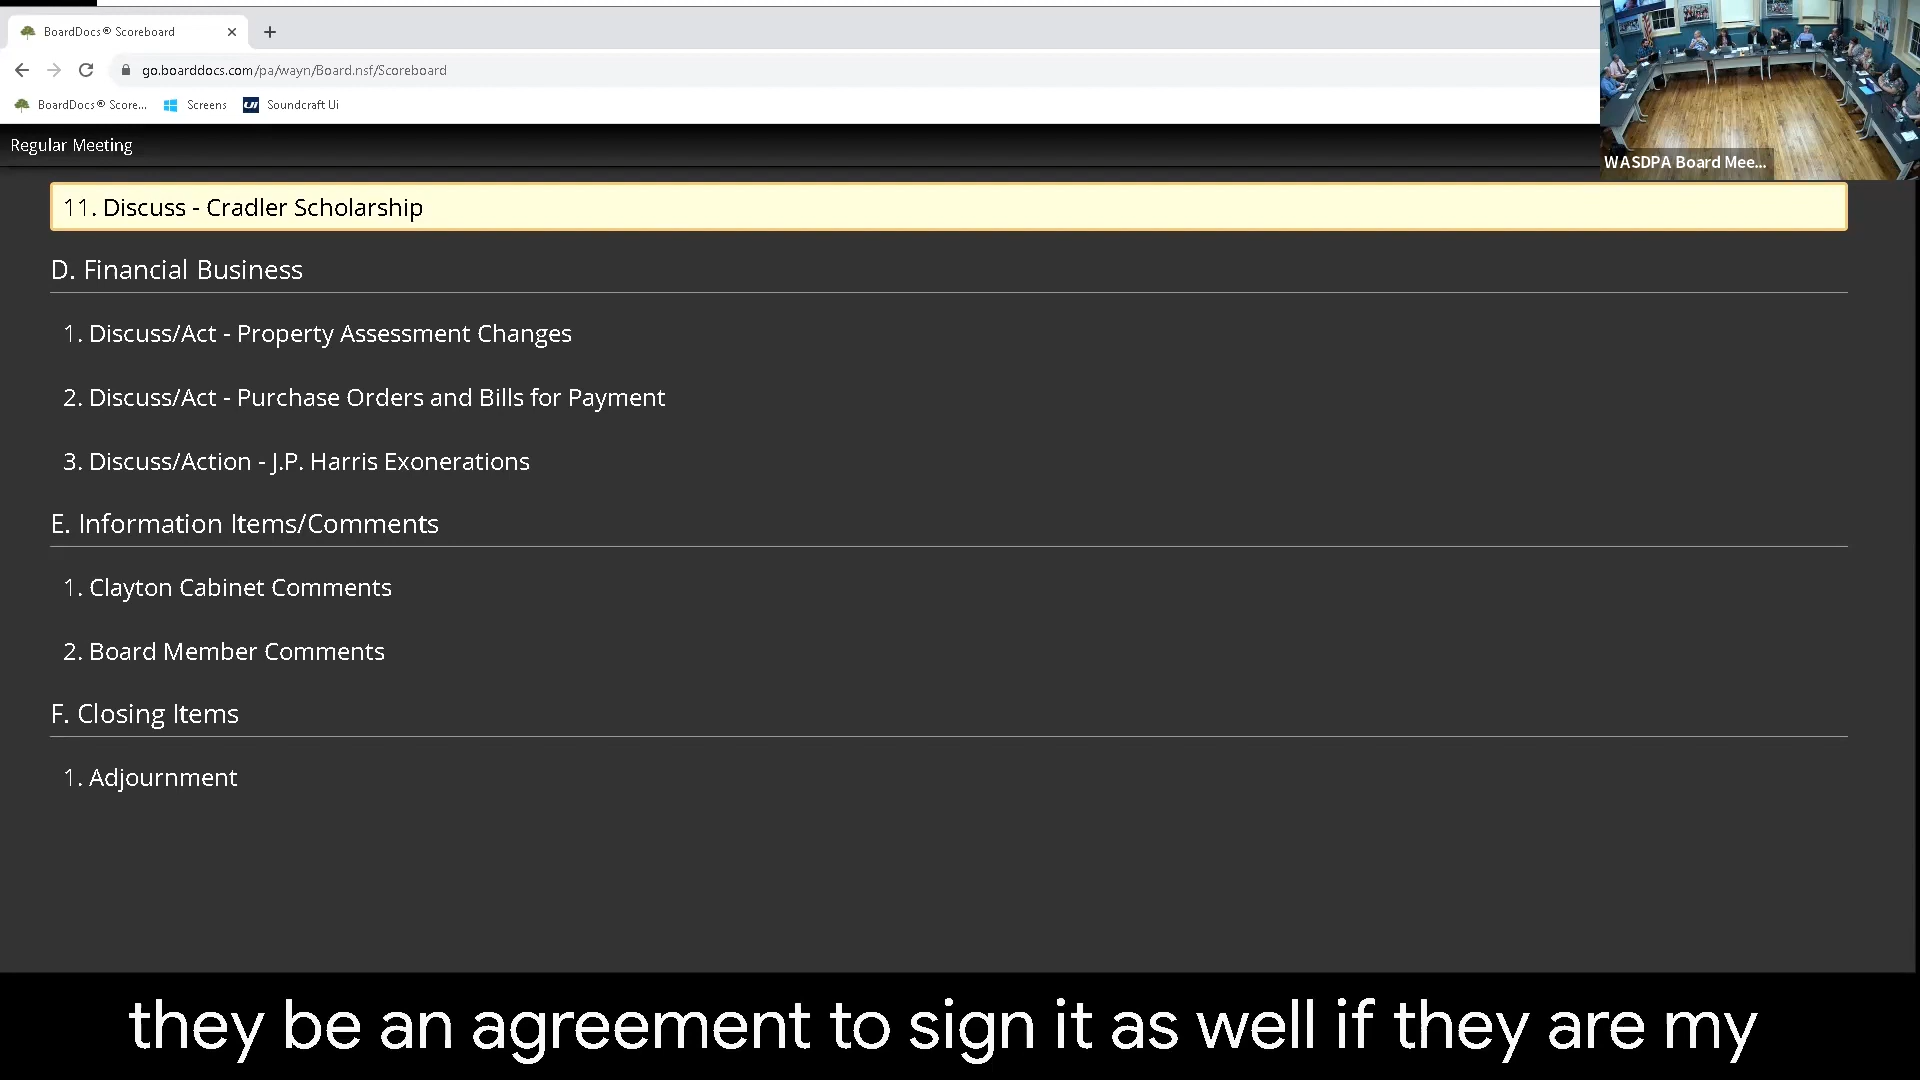 BoardDocs® Scoreboard
go.boarddocs.com/pa/wayn/Board.nsf/Scoreboard
BoardDocs® Score...
Screens
Soundcraft Ui
Regular Meeting
WASDPA Board Mee...
11. Discuss - Cradler Scholarship
D. Financial Business
1. Discuss/Act - Property Assessment Changes
2. Discuss/Act - Purchase Orders and Bills for Payment
3. Discuss/Action - J.P. Harris Exonerations
E. Information Items/Comments
1. Clayton Cabinet Comments
2. Board Member Comments
F. Closing Items
1. Adjournment
they be an agreement to sign it as well if they are my